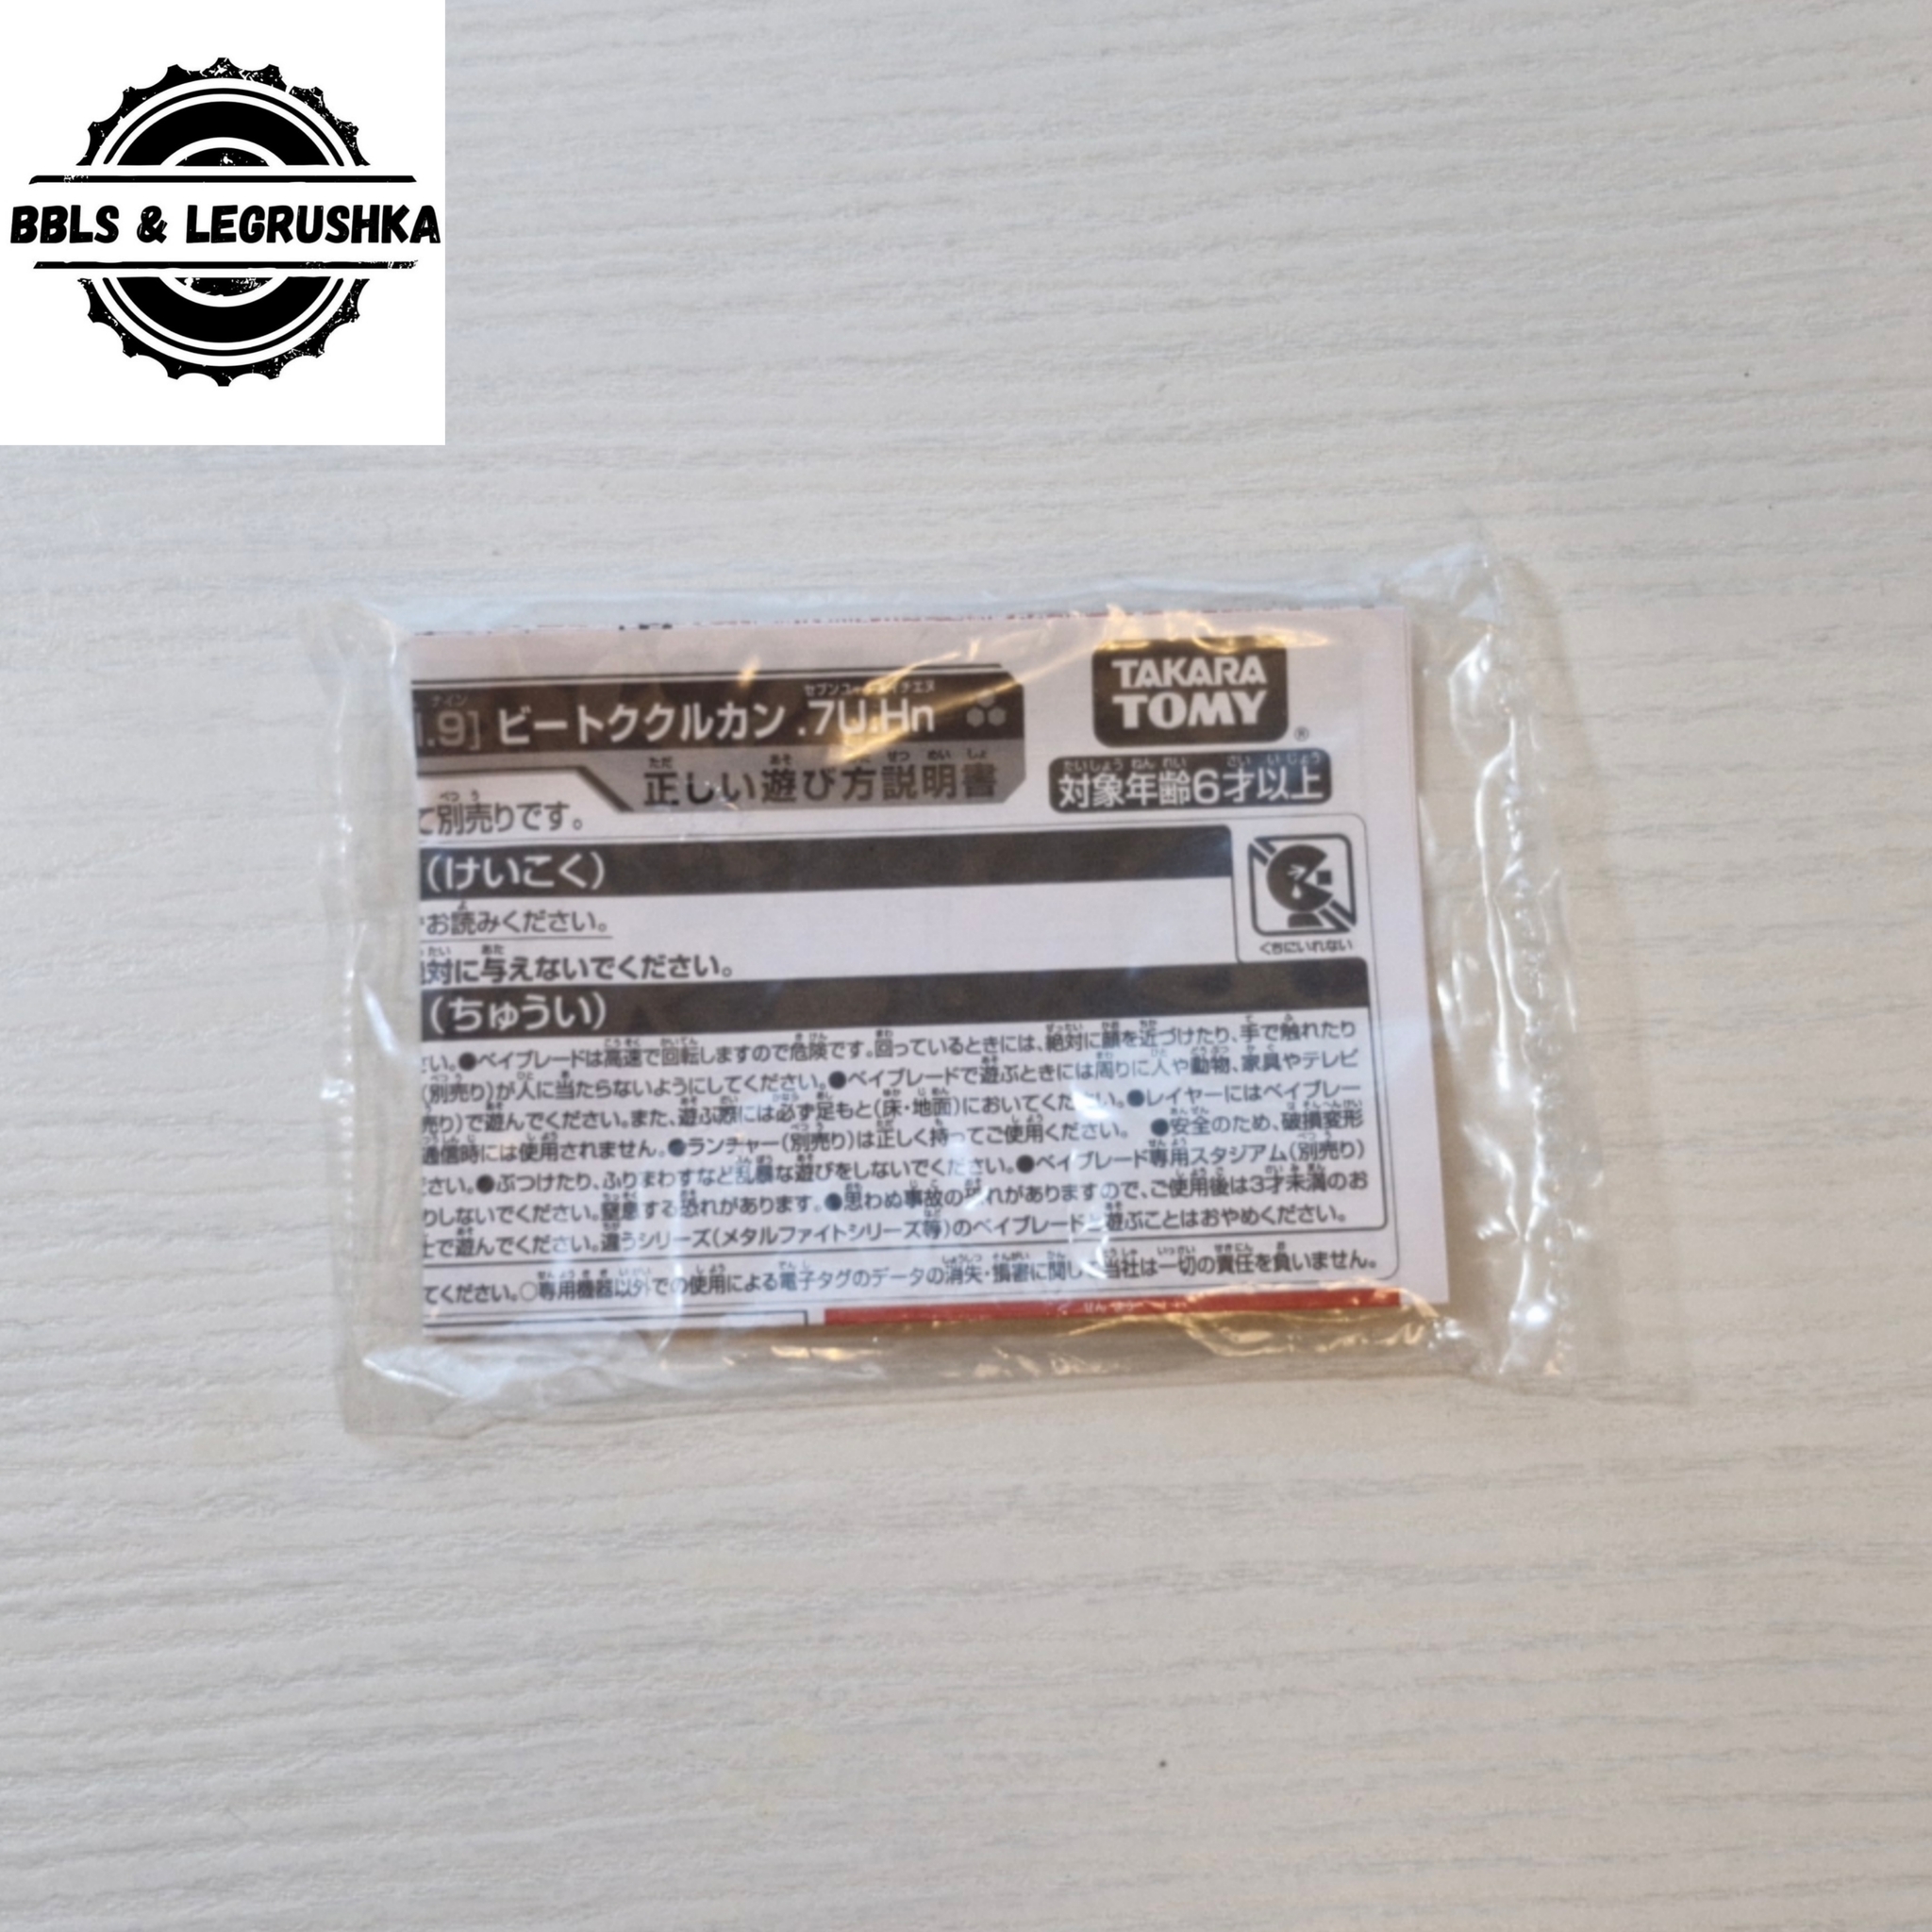 BBLS & LEGRUSHKA
TAKARA
TOMY
®
.9] ビートククルカン .7U.Hn
正しい遊び方説明書
対象年齢6才以上
別売りです。
(けいこく)
お読みください。
くちにいれない
対に与えないでください。
(ちゅうい)
い。●ベイブレードは高速で回転しますので危険です。回っているときには、絶対に顔を近づけたり、手で触れたり
(別売り)が人に当たらないようにしてください。●ベイブレードで遊ぶときには周りに人や動物、家具やテレビ
売り)で遊んでください。また、遊ぶ際には必ず足もと(床・地面)においてください。●レイヤーにはベイブレー
通信時には使用されません。●ランチャー(別売り)は正しく持ってご使用ください。 ●安全のため、破損変形
さい。●ぶつけたり、ふりまわすなど乱暴な遊びをしないでください。●ベイブレード専用スタジアム(別売り)
りしないでください。窒息する恐れがあります。●思わぬ事故の恐れがありますので、ご使用後は3才未満のお
で遊んでください。違うシリーズ(メタルファイトシリーズ等)のベイブレードと遊ぶことはおやめください。
てください。○専用機器以外での使用による電子タグのデータの消失・損害に関して当社は一切の責任を負いません。